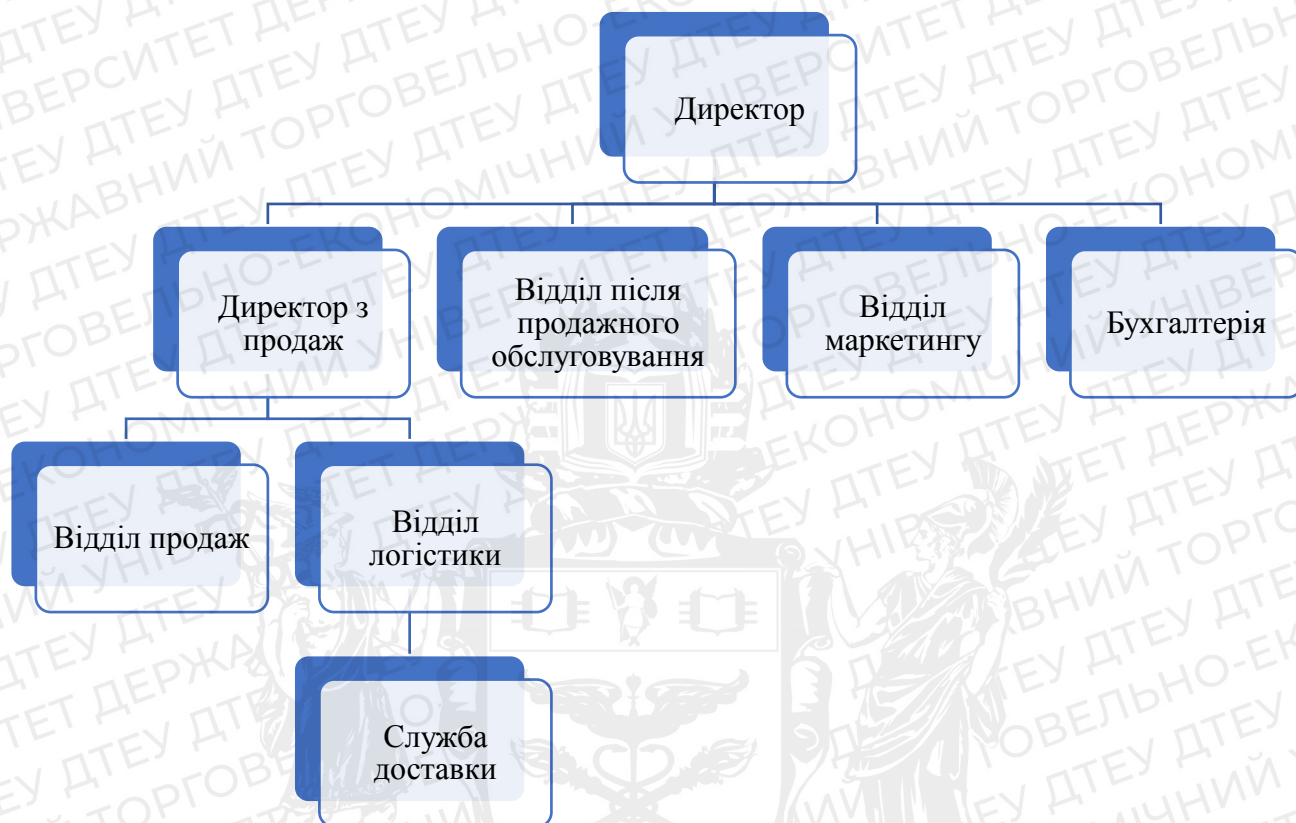 Директор
Директор з
продаж
Відділ після
продажного
обслуговування
Відділ
маркетингу
Бухгалтерія
Відділ продаж
Відділ
логістики
Служба
доставки